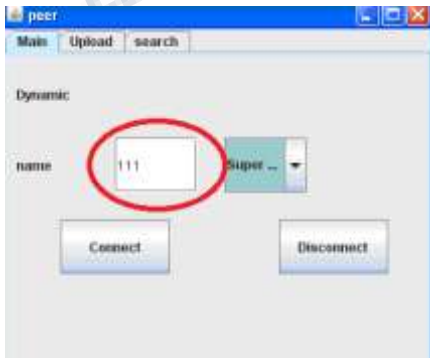 peer
Main Upload search
Dynamic
name 111 Super ...
Connect Disconnect